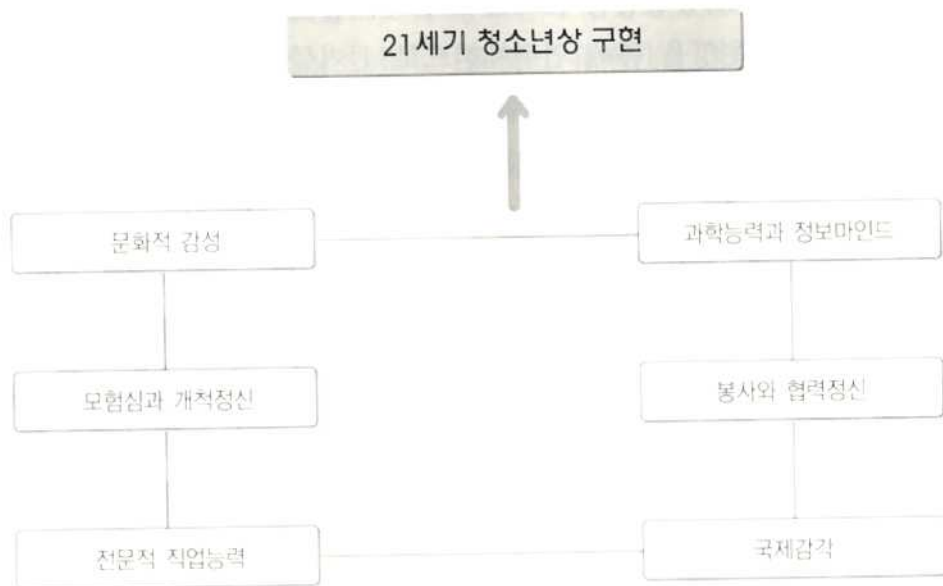 21세기 청소년상 구현
문화적 감성
과학능력과 정보마인드
모험심과 개척정신
봉사와 협력정신
전문적 직업능력
국제감각